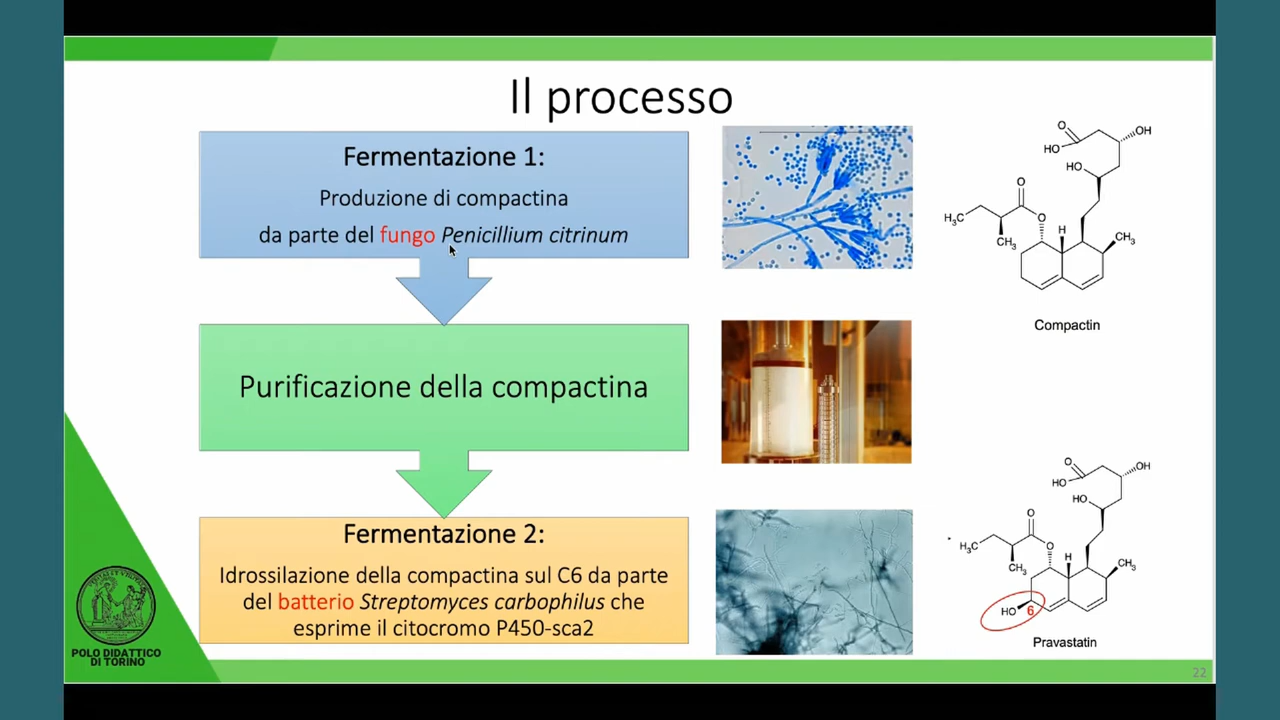 Il processo
Fermentazione 1:
Produzione di compactina
da parte del fungo Penicillium citrinum
Purificazione della compactina
Fermentazione 2:
Idrossilazione della compactina sul C6 da parte
del batterio Streptomyces carbophilus che
esprime il citocromo P450-sca2
O
OH
HO
HO
O
H3C
O
CH3
H
CH3
Compactin
O
OH
HO
HO
O
H3C
O
CH3
H
CH3
HO
6
Pravastatin
POLO DIDATTICO
DI TORINO
22